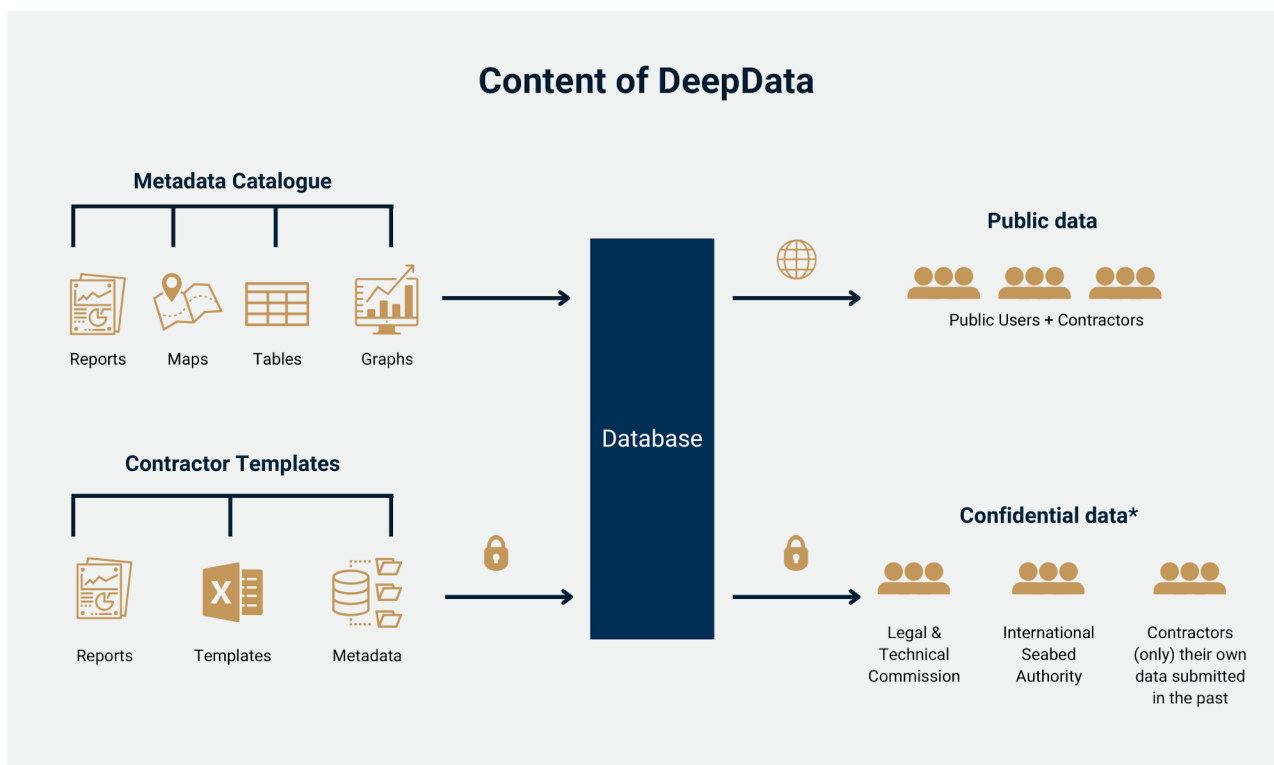 Content of DeepData
Metadata Catalogue
Reports
Maps
Tables
Graphs
Contractor Templates
X
Reports
Templates
Metadata
Database
Public data
Public Users + Contractors
Confidential data*
Legal &
Technical
Commission
International
Seabed
Authority
Contractors
(only) their own
data submitted
in the past